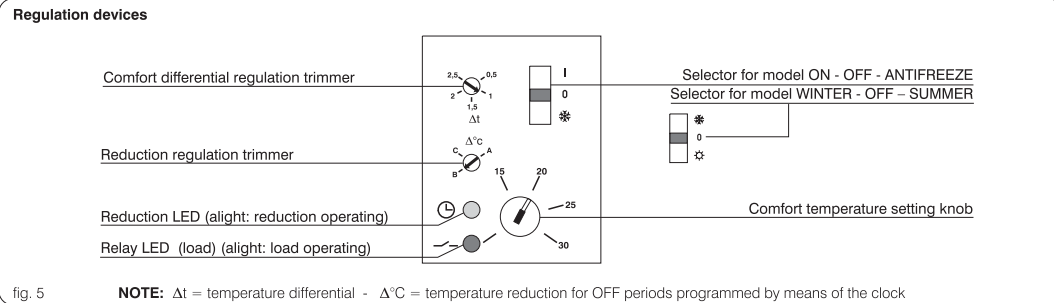 Regulation devices
Comfort differential regulation trimmer
2,5
0,5
2
1
1,5
Δt
I
0
Selector for model ON - OFF - ANTIFREEZE
Selector for model WINTER - OFF – SUMMER
0
Reduction regulation trimmer
Δ°C
C
A
B
15
20
25
30
Reduction LED (alight: reduction operating)
Comfort temperature setting knob
Relay LED (load) (alight: load operating)
fig. 5
NOTE: Δt = temperature differential - Δ°C = temperature reduction for OFF periods programmed by means of the clock